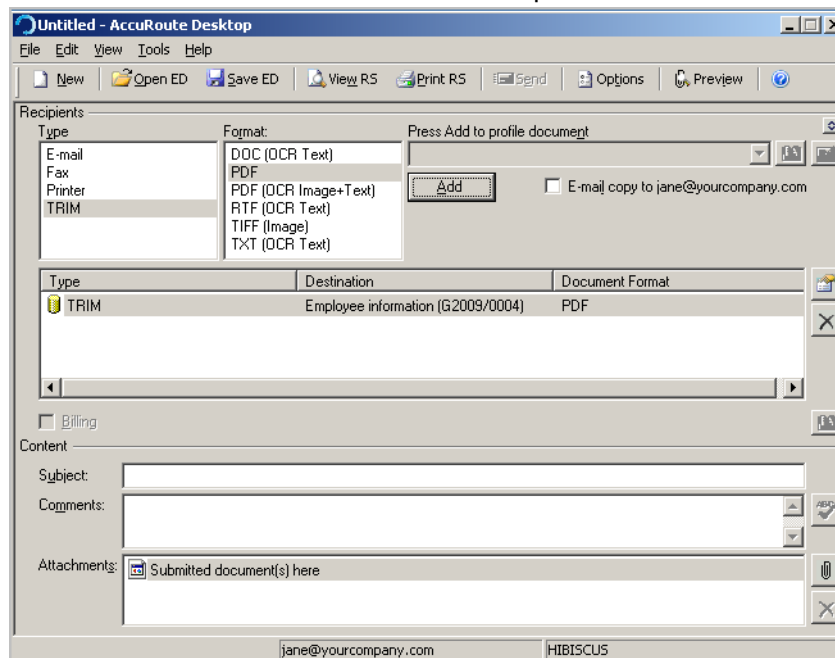 Untitled - AccuRoute Desktop
File Edit View Tools Help
New Open ED Save ED View RS Print RS Send Options Preview
Recipients
Type Format: Press Add to profile document
E-mail
Fax
Printer
TRIM
DOC (OCR Text)
PDF
PDF (OCR Image+Text)
RTF (OCR Text)
TIFF (Image)
TXT (OCR Text)
Add E-mail copy to jane@yourcompany.com
Type Destination Document Format
TRIM Employee information (G2009/0004) PDF
Billing
Content
Subject:
Comments:
ABC
Attachments: Submitted document(s) here
jane@yourcompany.com HIBISCUS